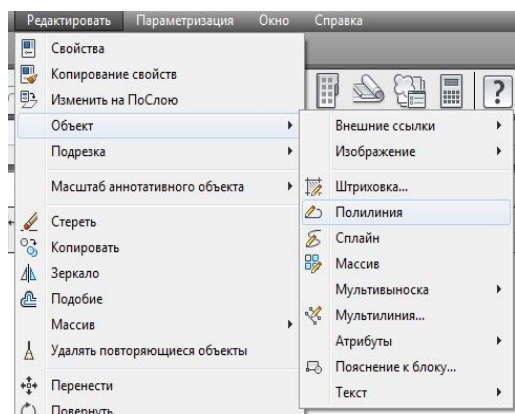 Редактировать Параметризация Окно Справка
Свойства
Копирование свойств
Изменить на ПоСлою
Объект
Подрезка
Масштаб аннотативного объекта
Стереть
Копировать
Зеркало
Подобие
Массив
Удалять повторяющиеся объекты
Перенести
Повернуть
?
Внешние ссылки
Изображение
Штриховка...
Полилиния
Сплайн
Массив
Мультивыноска
Мультилиния...
Атрибуты
Пояснение к блоку...
Текст